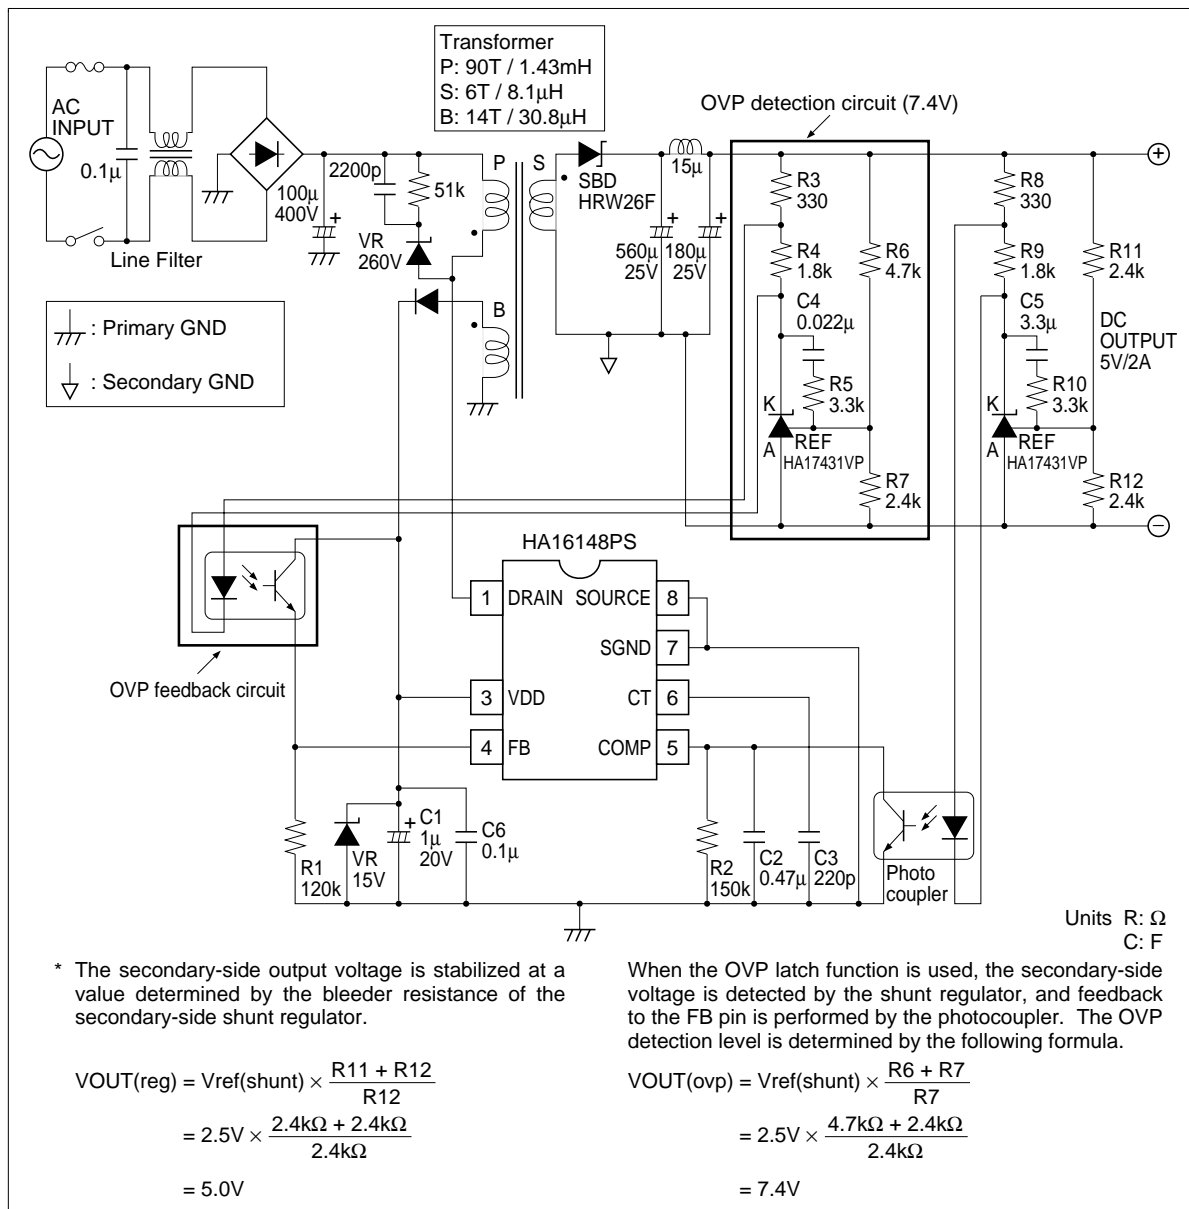 Transformer
P: 90T / 1.43mH
S: 6T / 8.1μH
B: 14T / 30.8μH
OVP detection circuit (7.4V)
AC
INPUT
0.1μ
Line Filter
100μ
400V
+
2200p
51k
VR
260V
P
S
B
SBD
HRW26F
15μ
560μ
25V
+
180μ
25V
+
R3
330
R4
1.8k
C4
0.022μ
R5
3.3k
K
A
REF
HA17431VP
R6
4.7k
R7
2.4k
R8
330
R9
1.8k
C5
3.3μ
R10
3.3k
K
A
REF
HA17431VP
R11
2.4k
R12
2.4k
DC
OUTPUT
5V/2A
+
−
: Primary GND
: Secondary GND
OVP feedback circuit
HA16148PS
1 DRAIN
SOURCE 8
SGND 7
3 VDD
CT 6
4 FB
COMP 5
R1
120k
VR
15V
+
C1
1μ
20V
C6
0.1μ
R2
150k
C2
0.47μ
C3
220p
Photo
coupler
Units R: Ω
C: F
* The secondary-side output voltage is stabilized at a
value determined by the bleeder resistance of the
secondary-side shunt regulator.
VOUT(reg) = Vref(shunt) × (R11 + R12) / R12
= 2.5V × (2.4kΩ + 2.4kΩ) / 2.4kΩ
= 5.0V
When the OVP latch function is used, the secondary-side
voltage is detected by the shunt regulator, and feedback
to the FB pin is performed by the photocoupler. The OVP
detection level is determined by the following formula.
VOUT(ovp) = Vref(shunt) × (R6 + R7) / R7
= 2.5V × (4.7kΩ + 2.4kΩ) / 2.4kΩ
= 7.4V